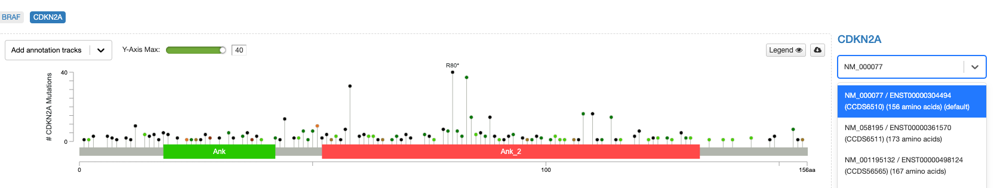 BRAF CDKN2A
Add annotation tracks
Y-Axis Max: 40
Legend
# CDKN2A Mutations
40
0
R80*
Ank
Ank_2
0
100
156aa
CDKN2A
NM_000077
NM_000077 / ENST00000304494
(CCDS6510) (156 amino acids) (default)
NM_058195 / ENST00000361570
(CCDS6511) (173 amino acids)
NM_001195132 / ENST00000498124
(CCDS56565) (167 amino acids)